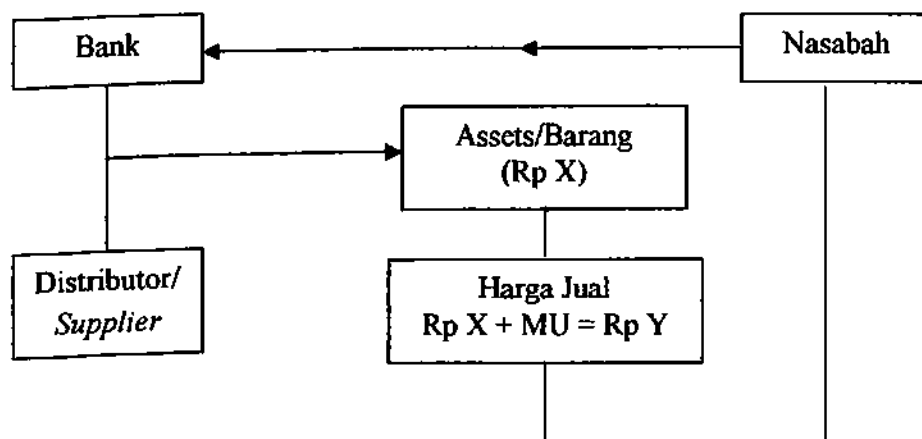 Bank
Nasabah
Assets/Barang
(Rp X)
Distributor/
Supplier
Harga Jual
Rp X + MU = Rp Y